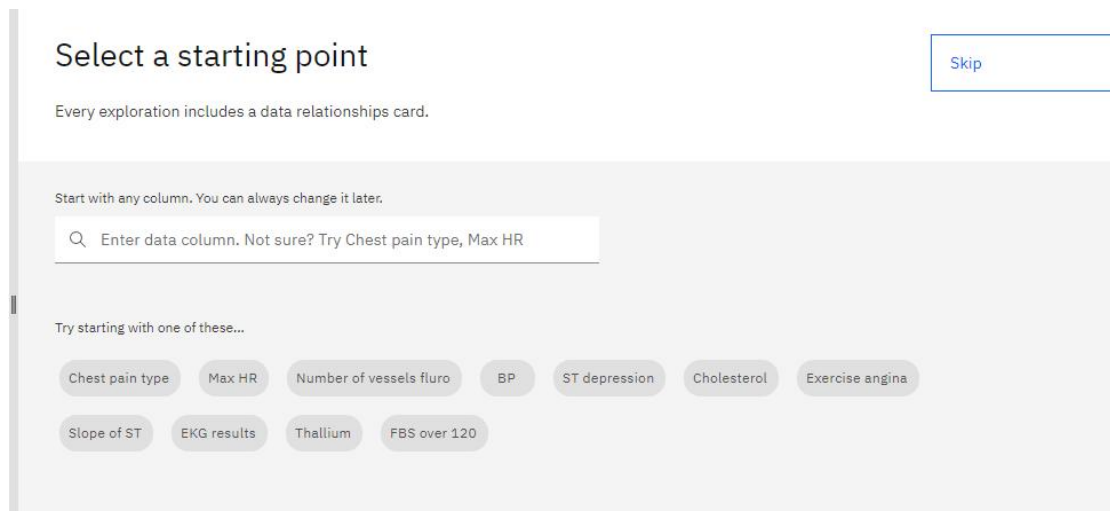 Select a starting point
Skip
Every exploration includes a data relationships card.
Start with any column. You can always change it later.
Enter data column. Not sure? Try Chest pain type, Max HR
Try starting with one of these...
Chest pain type Max HR Number of vessels fluro BP ST depression Cholesterol Exercise angina
Slope of ST EKG results Thallium FBS over 120